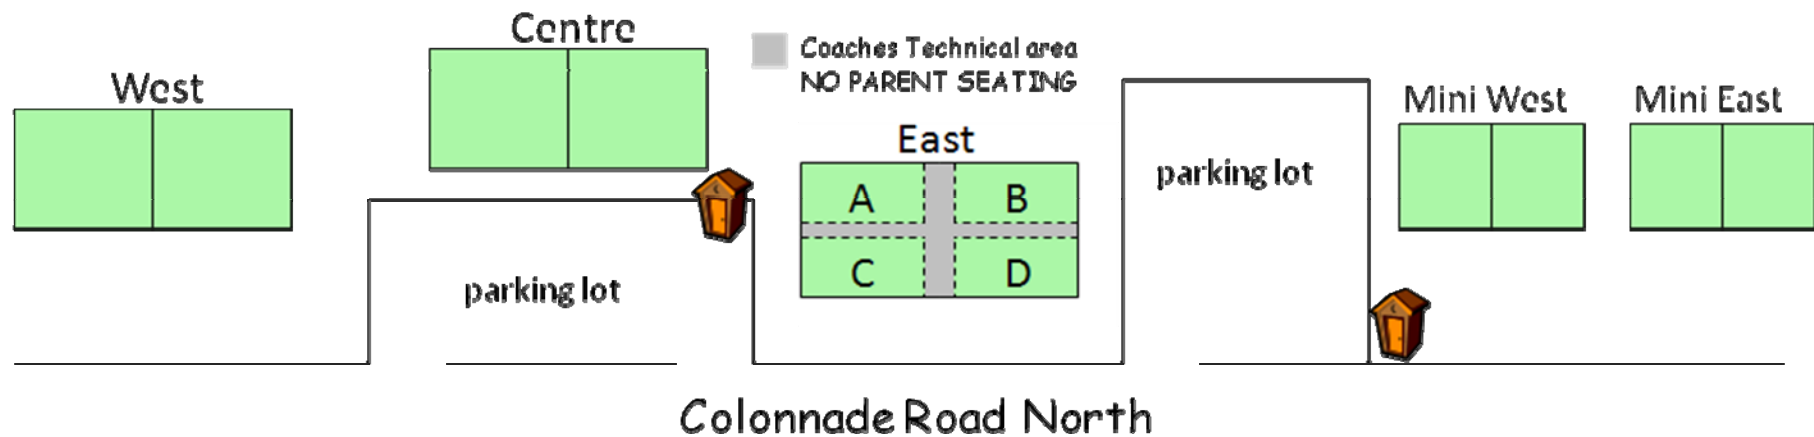 Centre
Coaches Technical area
NO PARENT SEATING
West
Mini West
Mini East
East
parking lot
A
B
C
D
parking lot
Colonnade Road North